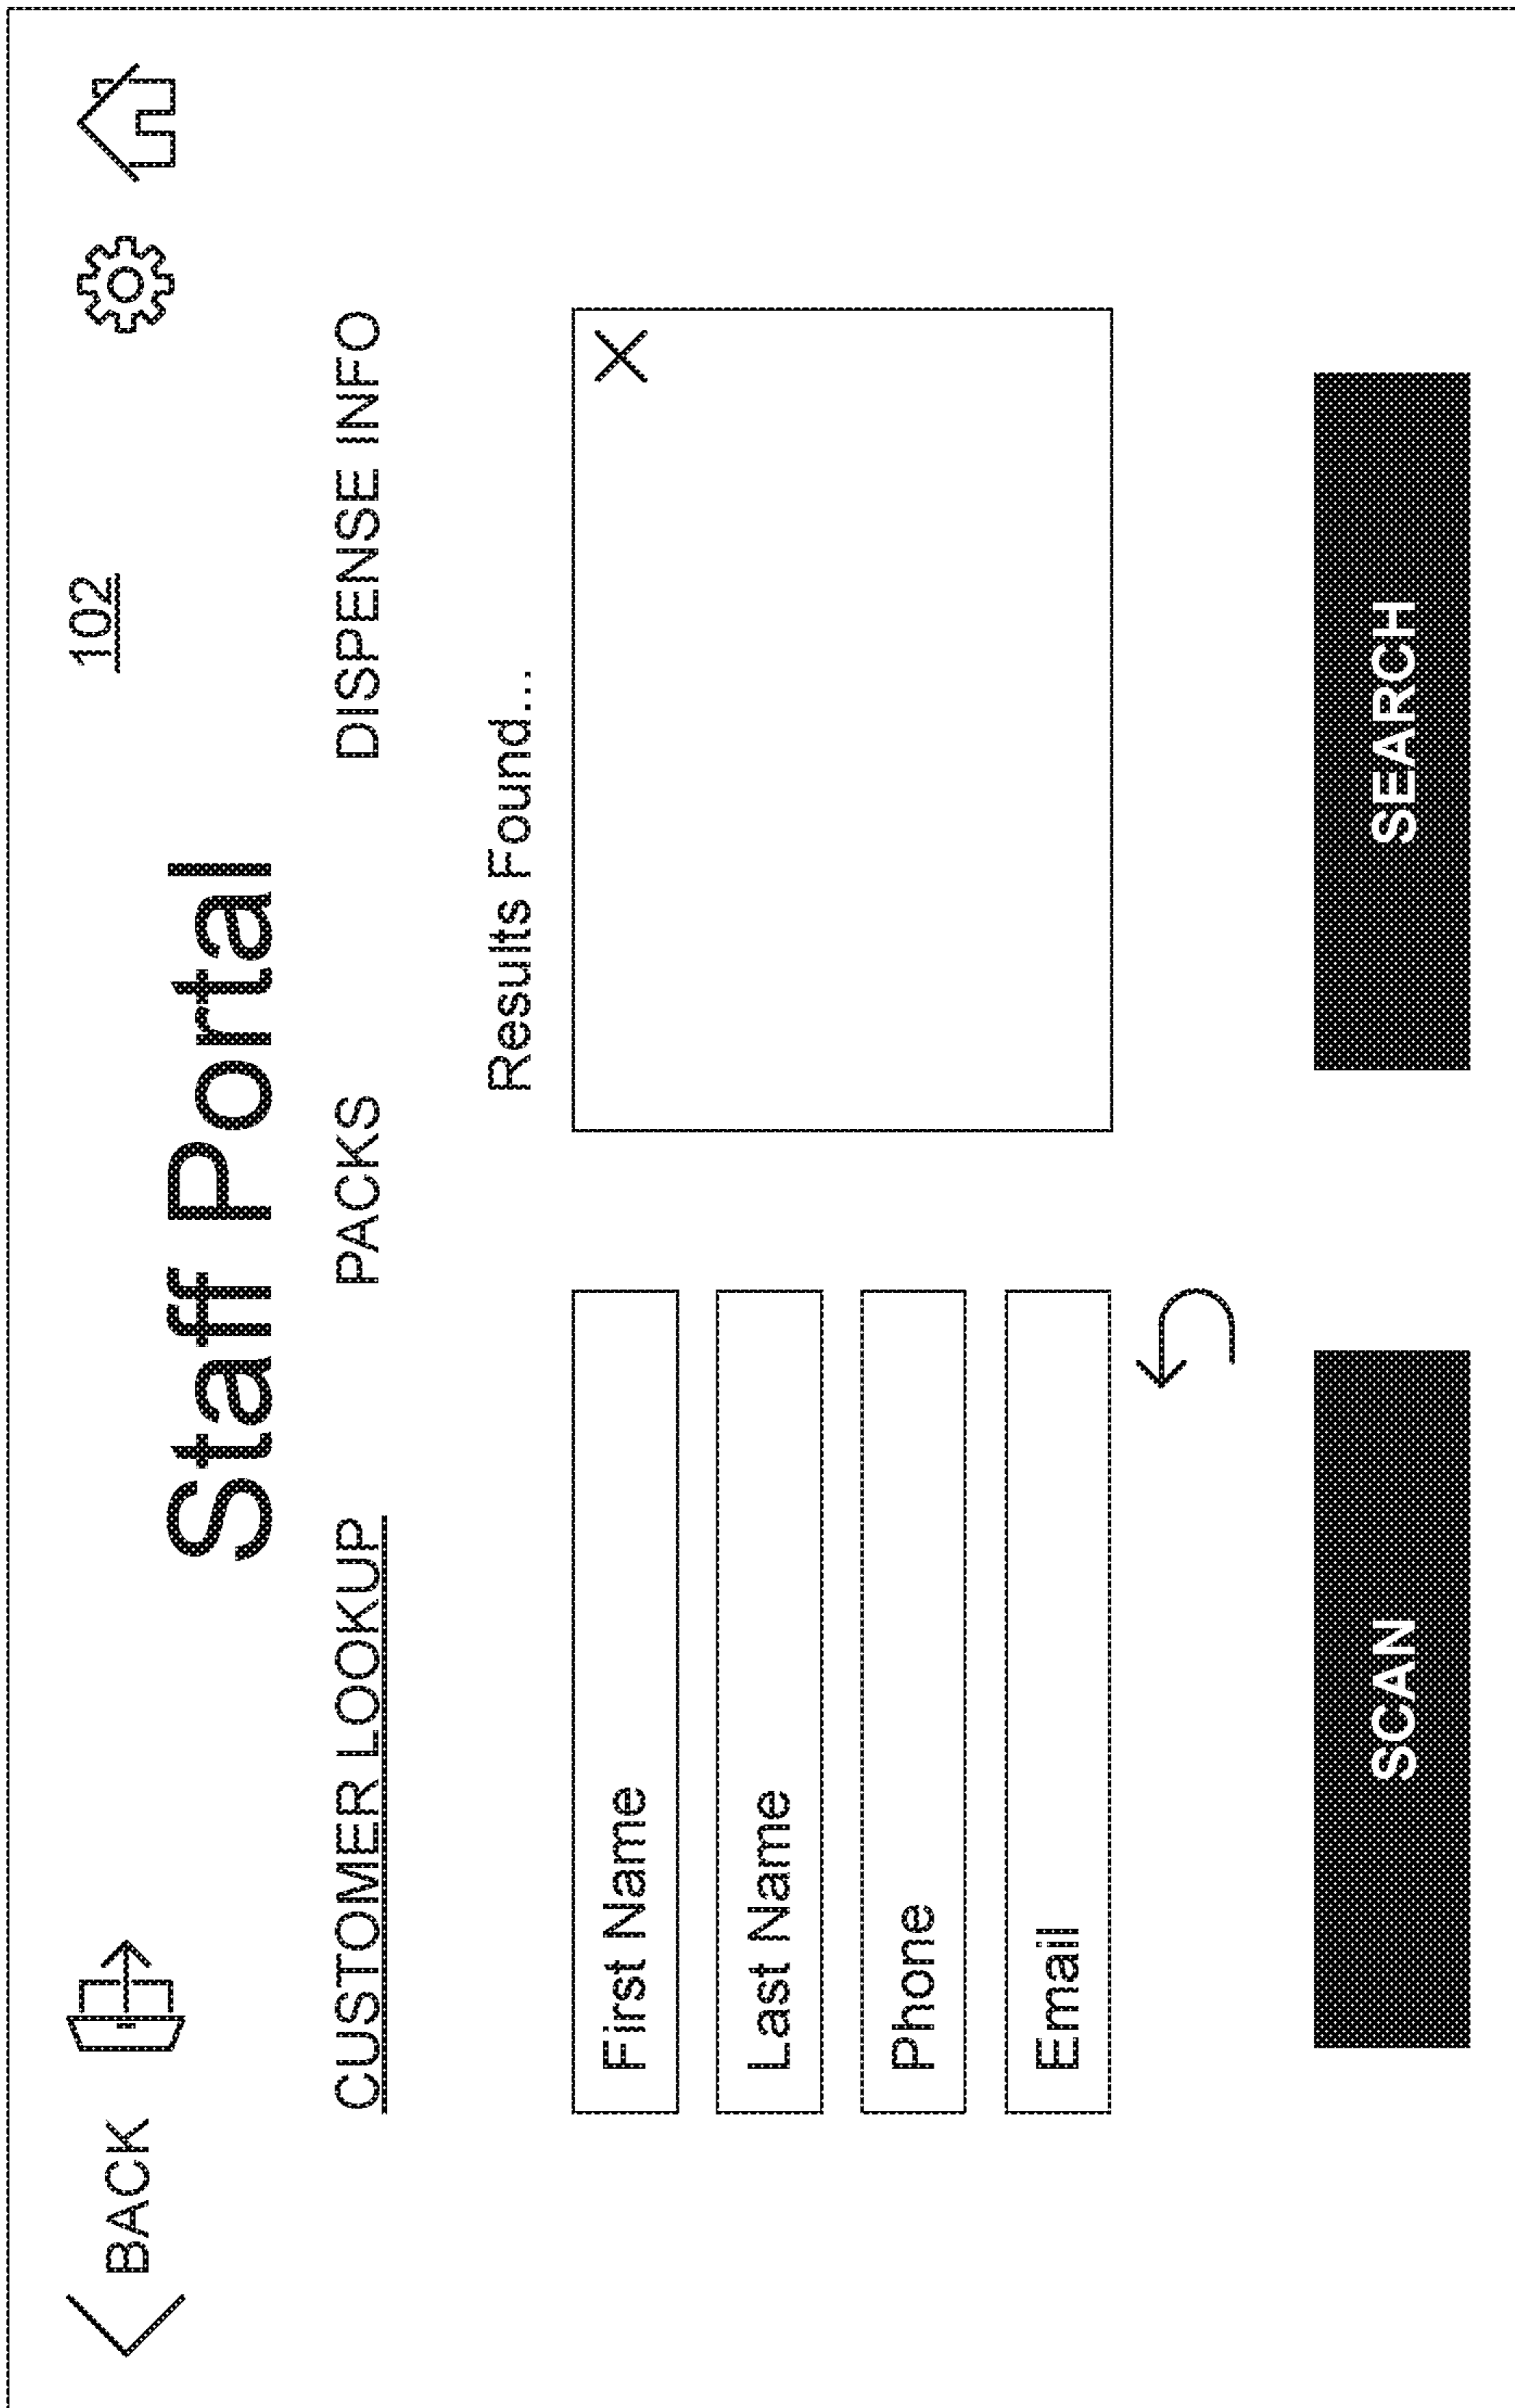 BACK
102
Staff Portal
CUSTOMER LOOKUP PACKS DISPENSE INFO
Results Found...
First Name
Last Name
Phone
Email
SCAN SEARCH